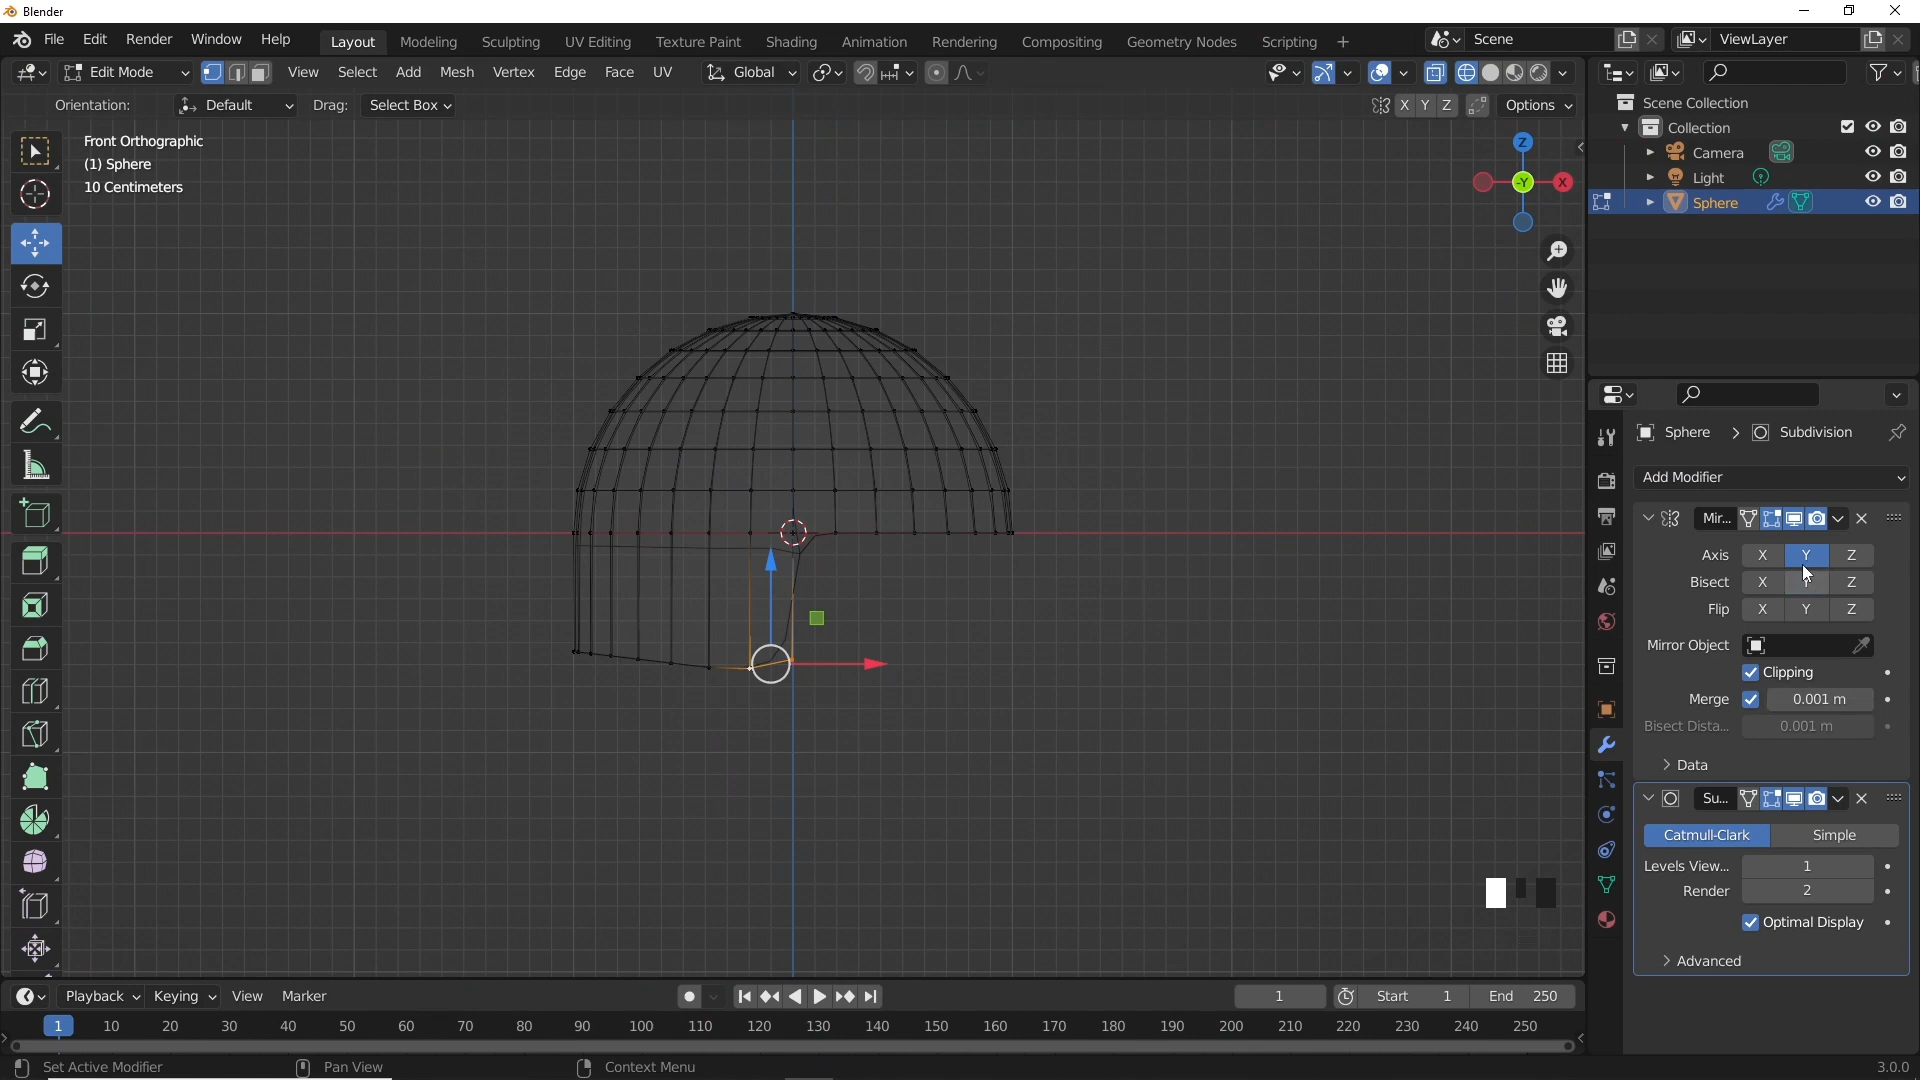 Blender
File Edit Render Window Help Layout Modeling Sculpting UV Editing Texture Paint Shading Animation Rendering Compositing Geometry Nodes Scripting + Scene ViewLayer
Edit Mode View Select Add Mesh Vertex Edge Face UV Global
Orientation: Default Drag: Select Box X Y Z Options
Front Orthographic
(1) Sphere
10 Centimeters
Z
-Y X
Scene Collection
Collection
Camera
Light
Sphere
Sphere > Subdivision
Add Modifier
Mir...
Axis X Y Z
Bisect X Y Z
Flip X Y Z
Mirror Object
Clipping
Merge 0.001 m
Bisect Dista... 0.001 m
Data
Su...
Catmull-Clark Simple
Levels View... 1
Render 2
Optimal Display
Advanced
Playback Keying View Marker 1 Start 1 End 250
1 10 20 30 40 50 60 70 80 90 100 110 120 130 140 150 160 170 180 190 200 210 220 230 240 250
Set Active Modifier Pan View Context Menu 3.0.0